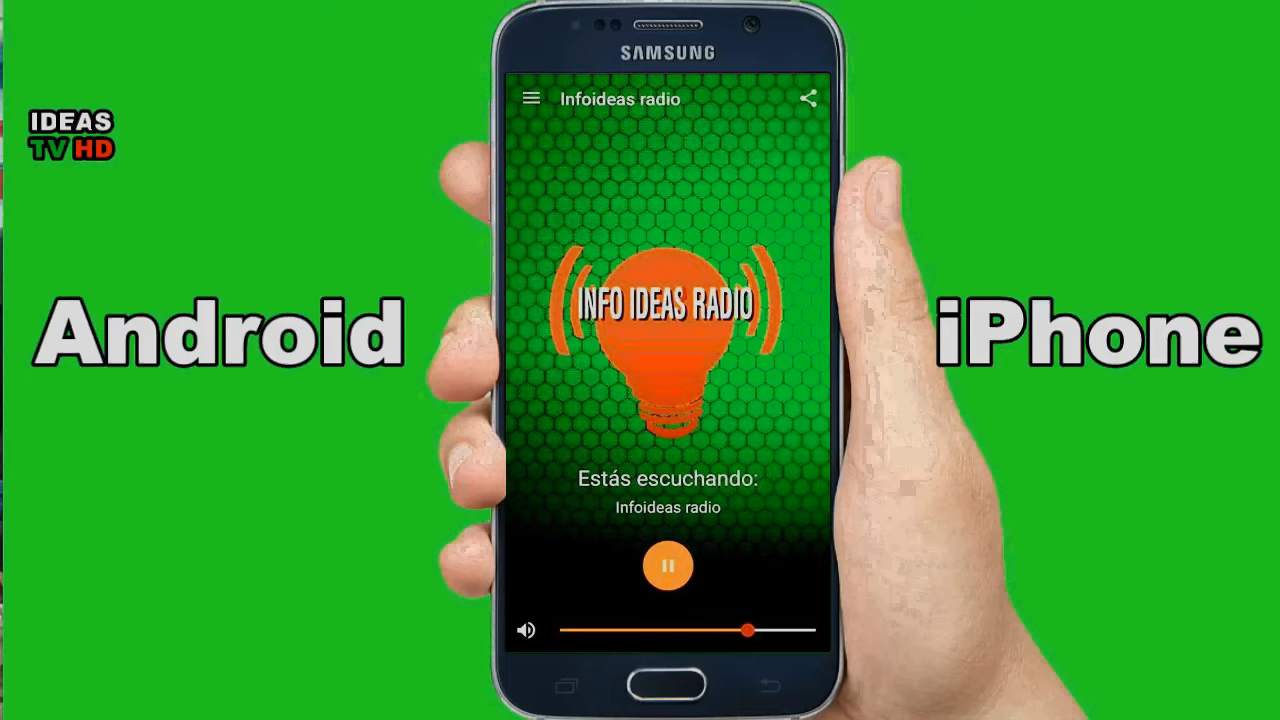 SAMSUNG
Infoideas radio
IDEAS
TV HD
Android
INFO IDEAS RADIO
iPhone
Estás escuchando:
Infoideas radio